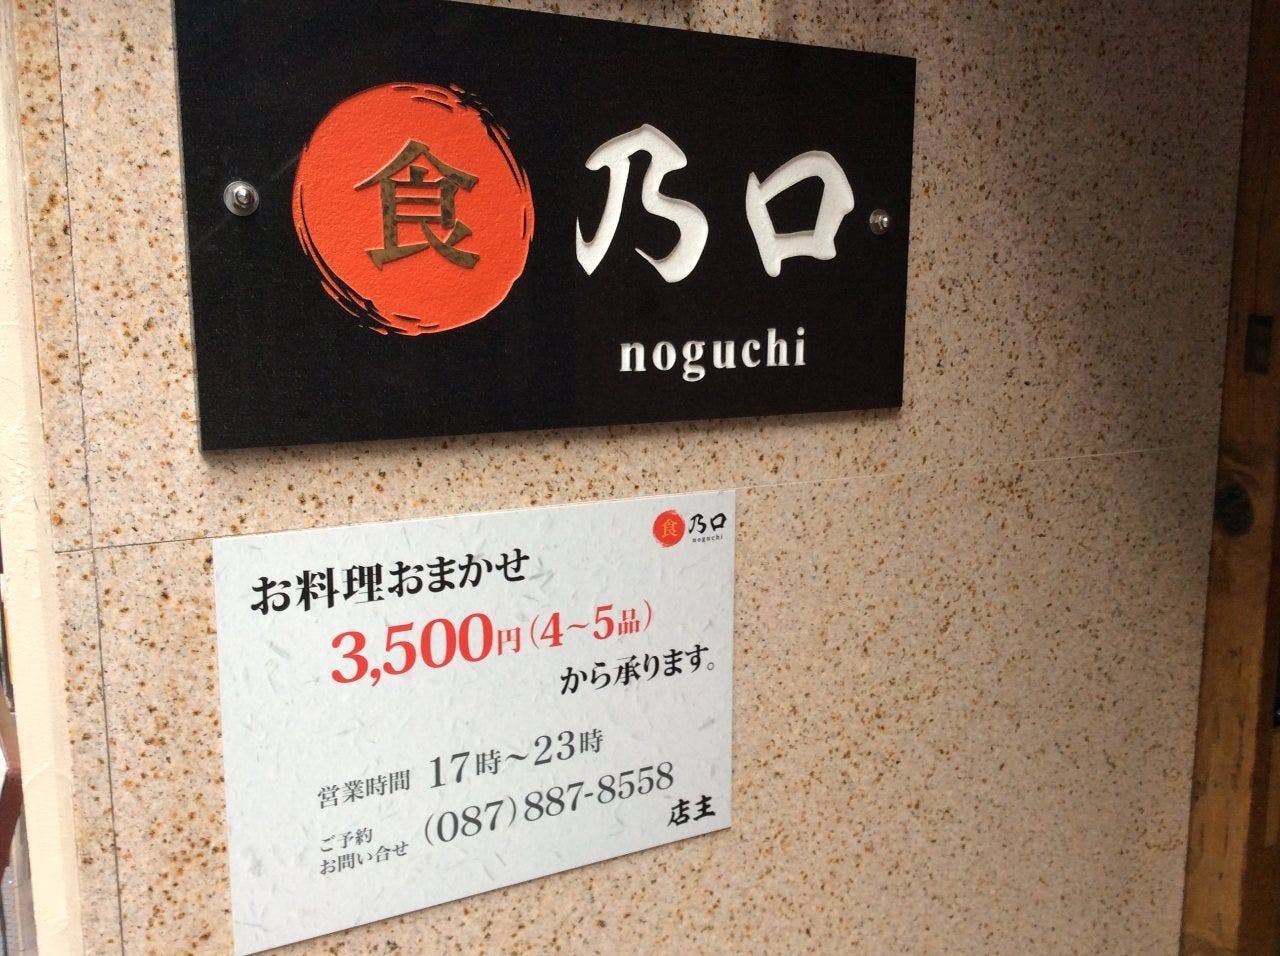 食 乃口
noguchi
食 乃口
noguchi
お料理おまかせ
3,500円(4～5品)
から承ります。
営業時間 17時～23時
ご予約
お問い合せ (087)887-8558
店主